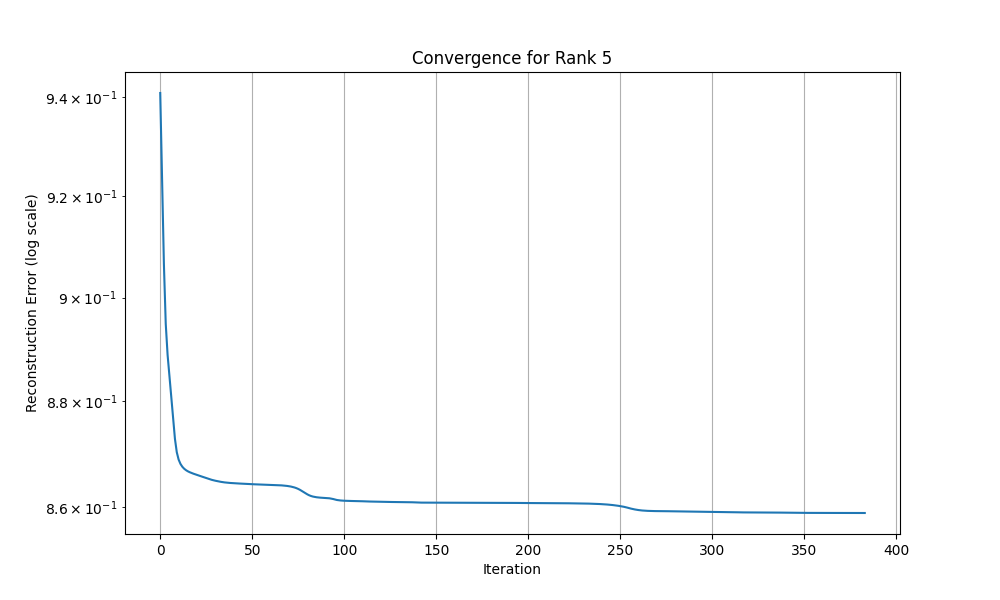 Convergence for Rank 5
Reconstruction Error (log scale)
9.4 × 10⁻¹
9.2 × 10⁻¹
9 × 10⁻¹
8.8 × 10⁻¹
8.6 × 10⁻¹
0 50 100 150 200 250 300 350 400
Iteration